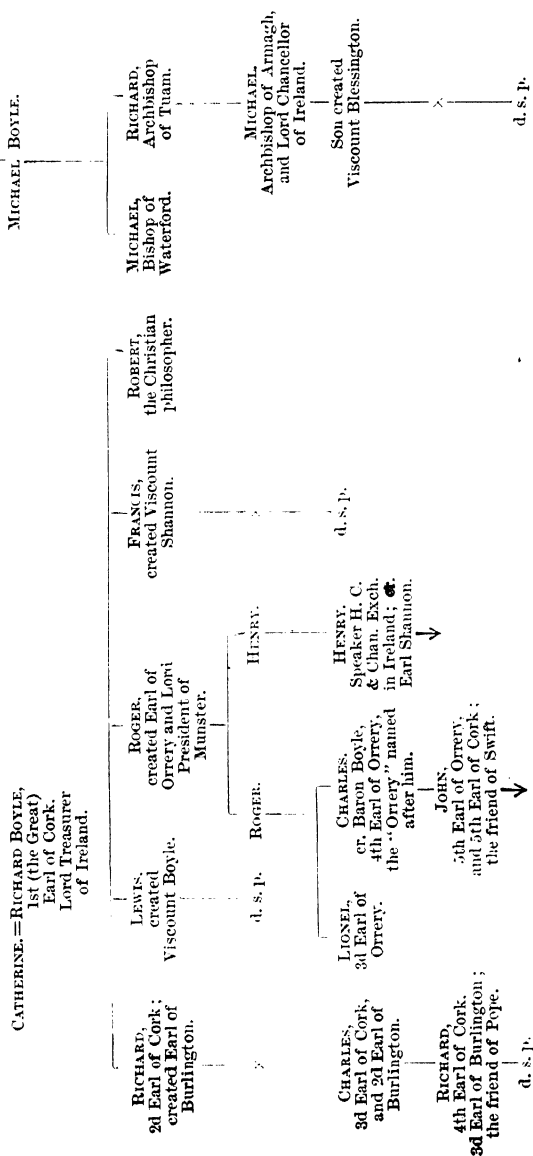 MICHAEL BOYLE.
CATHERINE.=RICHARD BOYLE,
1st (the Great)
Earl of Cork.
Lord Treasurer
of Ireland.
RICHARD,
2d Earl of Cork;
created Earl of
Burlington.
LEWIS.
created
Viscount Boyle.
ROGER,
created Earl of
Orrery and Lord
President of
Munster.
FRANCIS,
created Viscount
Shannon.
ROBERT,
the Christian
philosopher.
MICHAEL,
Bishop of
Waterford.
RICHARD,
Archbishop
of Tuam.
×
d. s. p.
ROGER.
HENRY.
×
MICHAEL,
Archbishop of Armagh,
and Lord Chancellor
of Ireland.
CHARLES,
3d Earl of Cork,
and 2d Earl of
Burlington.
LIONEL,
3d Earl of
Orrery.
CHARLES.
cr. Baron Boyle,
4th Earl of Orrery,
the "Orrery" named
after him.
HENRY.
Speaker H. C.
& Chan. Exch.
in Ireland; cr.
Earl Shannon.
d. s. p.
Son created
Viscount Blessington.
RICHARD,
4th Earl of Cork.
3d Earl of Burlington;
the friend of Pope.
JOHN,
5th Earl of Orrery,
and 5th Earl of Cork;
the friend of Swift.
×
d. s. p.
d. s. p.